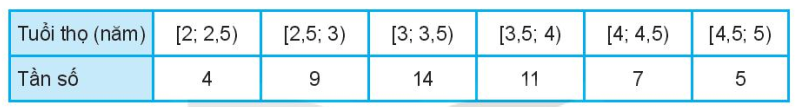 Tuổi thọ (năm) [2; 2,5) [2,5; 3) [3; 3,5) [3,5; 4) [4; 4,5) [4,5; 5)
Tần số 4 9 14 11 7 5